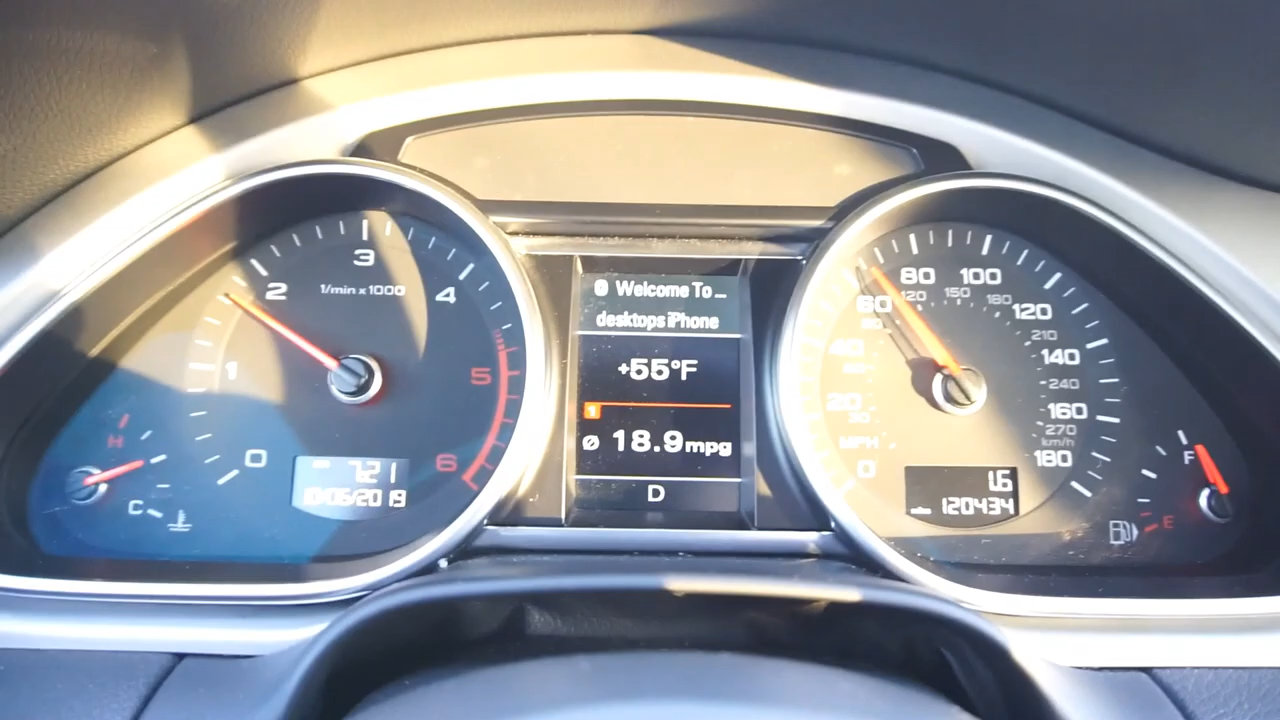 0
1
2
3
4
5
6
1/min x 1000
H
C
7:21
10/06/2019
Welcome To ...
desktops iPhone
+55°F
1
Ø 18.9mpg
D
0
20
40
60
80
100
120
140
160
180
MPH
30
120
150
180
210
240
270
km/h
1.6
120434
F
E